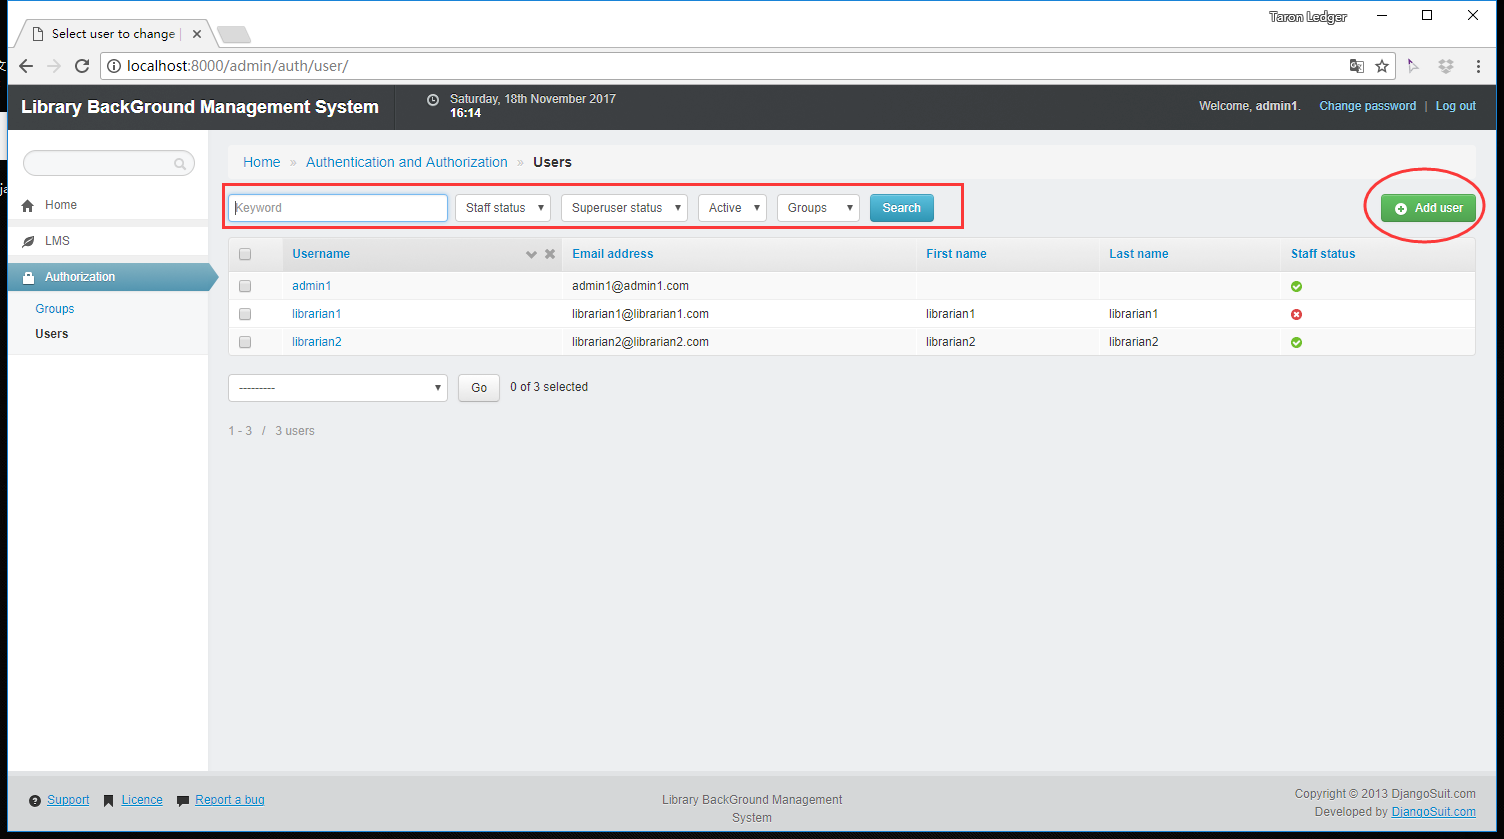 Taron Ledger
Select user to change
localhost:8000/admin/auth/user/
Library BackGround Management System
Saturday, 18th November 2017
16:14
Welcome, admin1. Change password | Log out
Home » Authentication and Authorization » Users
Keyword Staff status Superuser status Active Groups Search Add user
Home
LMS
Authorization
Groups
Users
Username Email address First name Last name Staff status
admin1 admin1@admin1.com
librarian1 librarian1@librarian1.com librarian1 librarian1
librarian2 librarian2@librarian2.com librarian2 librarian2
--------- Go 0 of 3 selected
1 - 3 / 3 users
Support Licence Report a bug
Library BackGround Management
System
Copyright © 2013 DjangoSuit.com
Developed by DjangoSuit.com